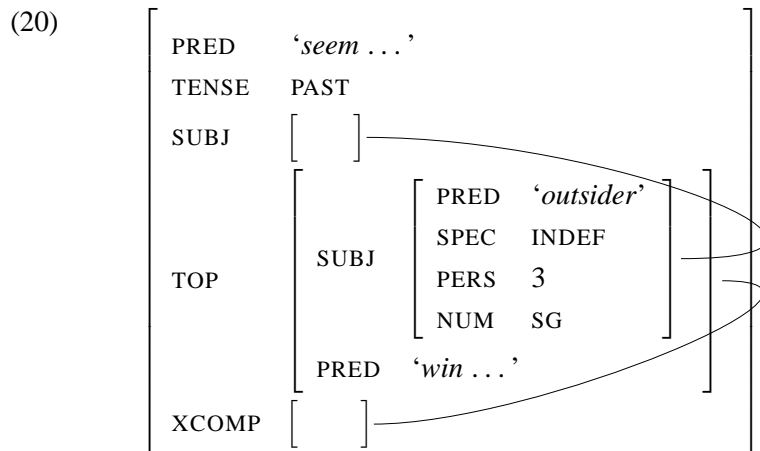 (20)
PRED ‘seem ...’
TENSE PAST
SUBJ [ ]
PRED ‘outsider’
SPEC INDEF
SUBJ
TOP
PERS 3
NUM SG
PRED ‘win ...’
XCOMP [ ]